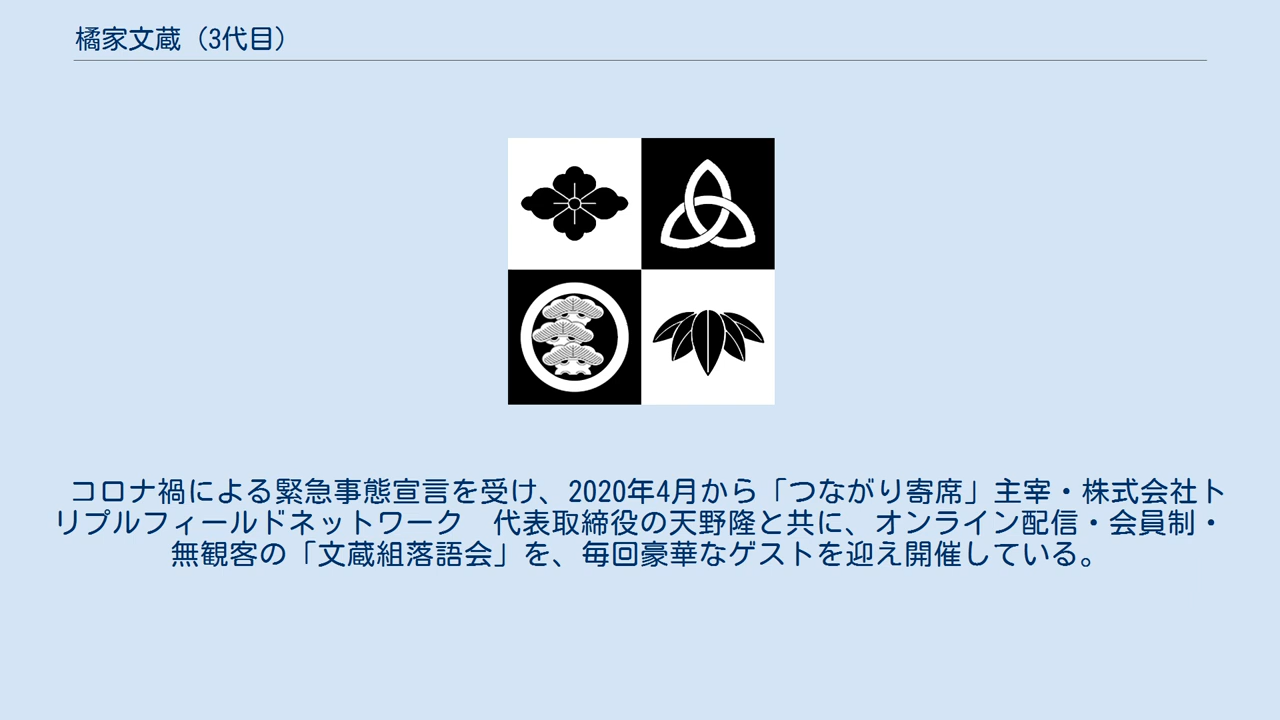 橘家文蔵（3代目）
コロナ禍による緊急事態宣言を受け、2020年4月から「つながり寄席」主宰・株式会社ト
リプルフィールドネットワーク　代表取締役の天野隆と共に、オンライン配信・会員制・
無観客の「文蔵組落語会」を、毎回豪華なゲストを迎え開催している。